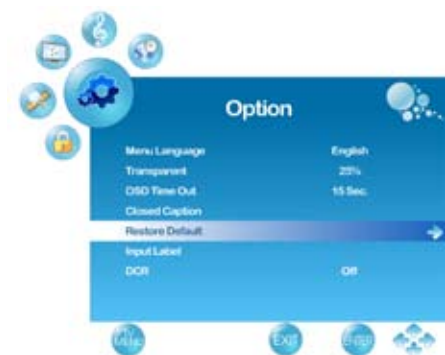 Option
Menu Language English
Transparent 25%
OSD Time Out 15 Sec.
Closed Caption
Restore Default
Input Label
DCR Off
MENU EXIT ENTER